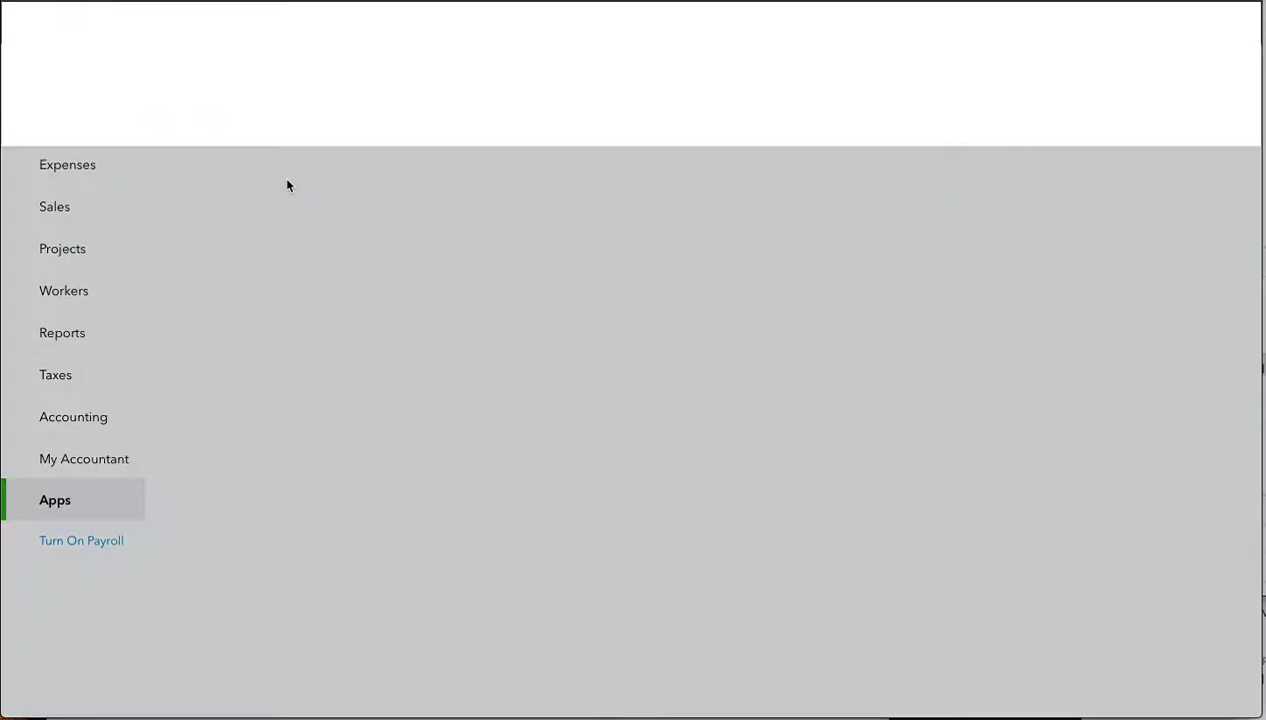 Expenses
Sales
Projects
Workers
Reports
Taxes
Accounting
My Accountant
Apps
Turn On Payroll